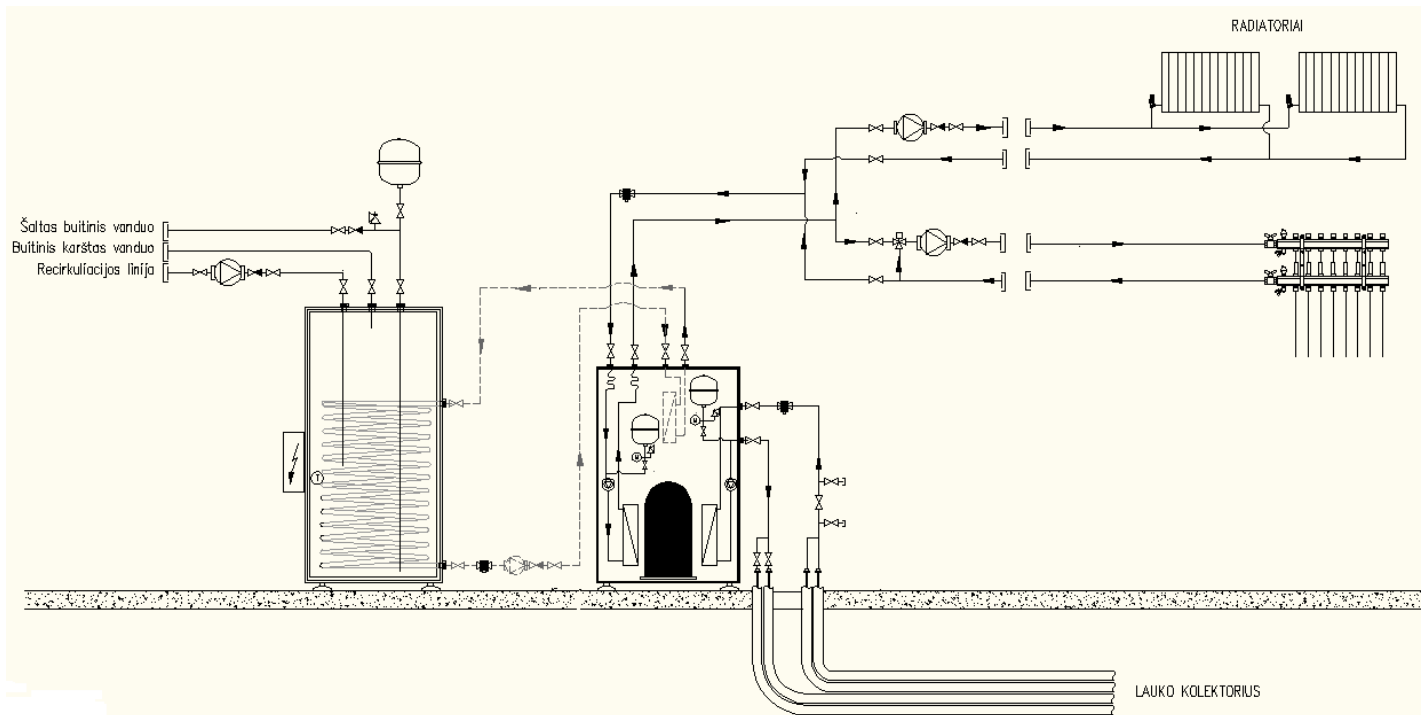 RADIATORIAI
Šaltas buitinis vanduo
Buitinis karštas vanduo
Recirkuliacijos linija
T
M
M
LAUKO KOLEKTORIUS